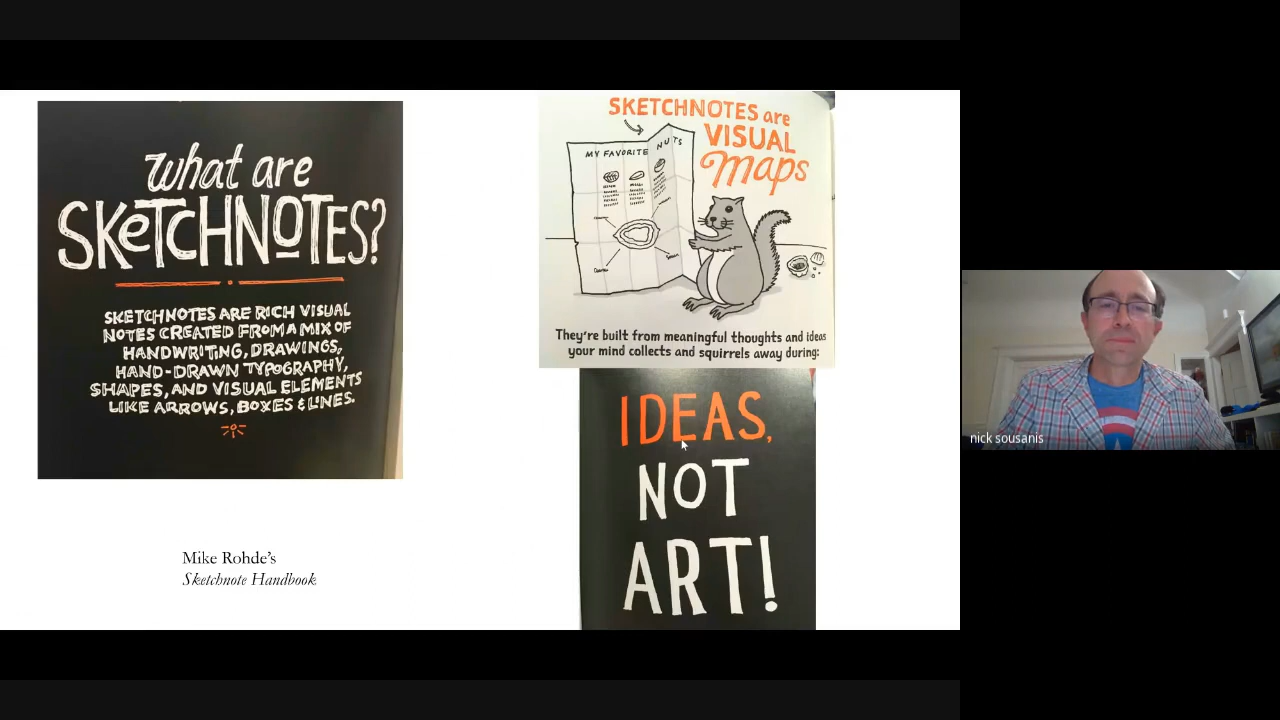 what are
SKETCHNOTES?
SKETCHNOTES ARE RICH VISUAL
NOTES CREATED FROM A MIX OF
HANDWRITING, DRAWINGS,
HAND-DRAWN TYPOGRAPHY,
SHAPES, AND VISUAL ELEMENTS
LIKE ARROWS, BOXES & LINES.
Mike Rohde's
Sketchnote Handbook
SKETCHNOTES are
VISUAL
Maps
MY FAVORITE NUTS
They're built from meaningful thoughts and ideas
your mind collects and squirrels away during:
IDEAS,
NOT
ART!
nick sousanis